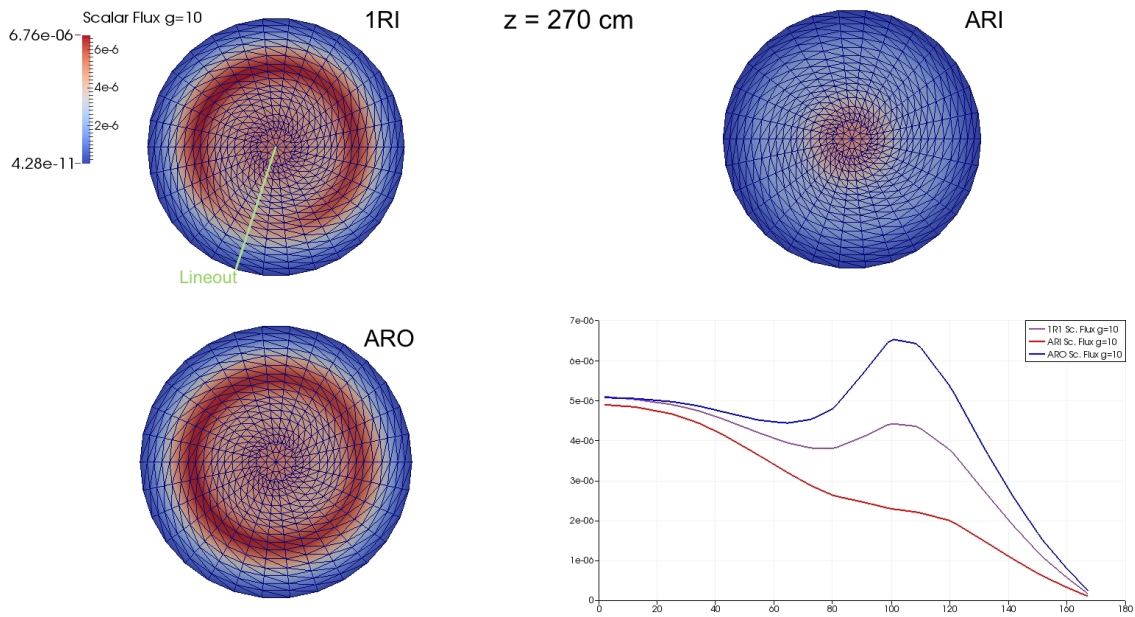 Scalar Flux g=10
1RI
z = 270 cm
ARI
6.76e-06
6e-6
4e-6
2e-6
4.28e-11
Lineout
ARO
7e-06
6e-06
5e-06
4e-06
3e-06
2e-06
1e-06
0
0 20 40 60 80 100 120 140 160 180
1R1 Sc. Flux g=10
ARI Sc. Flux g=10
ARO Sc. Flux g=10